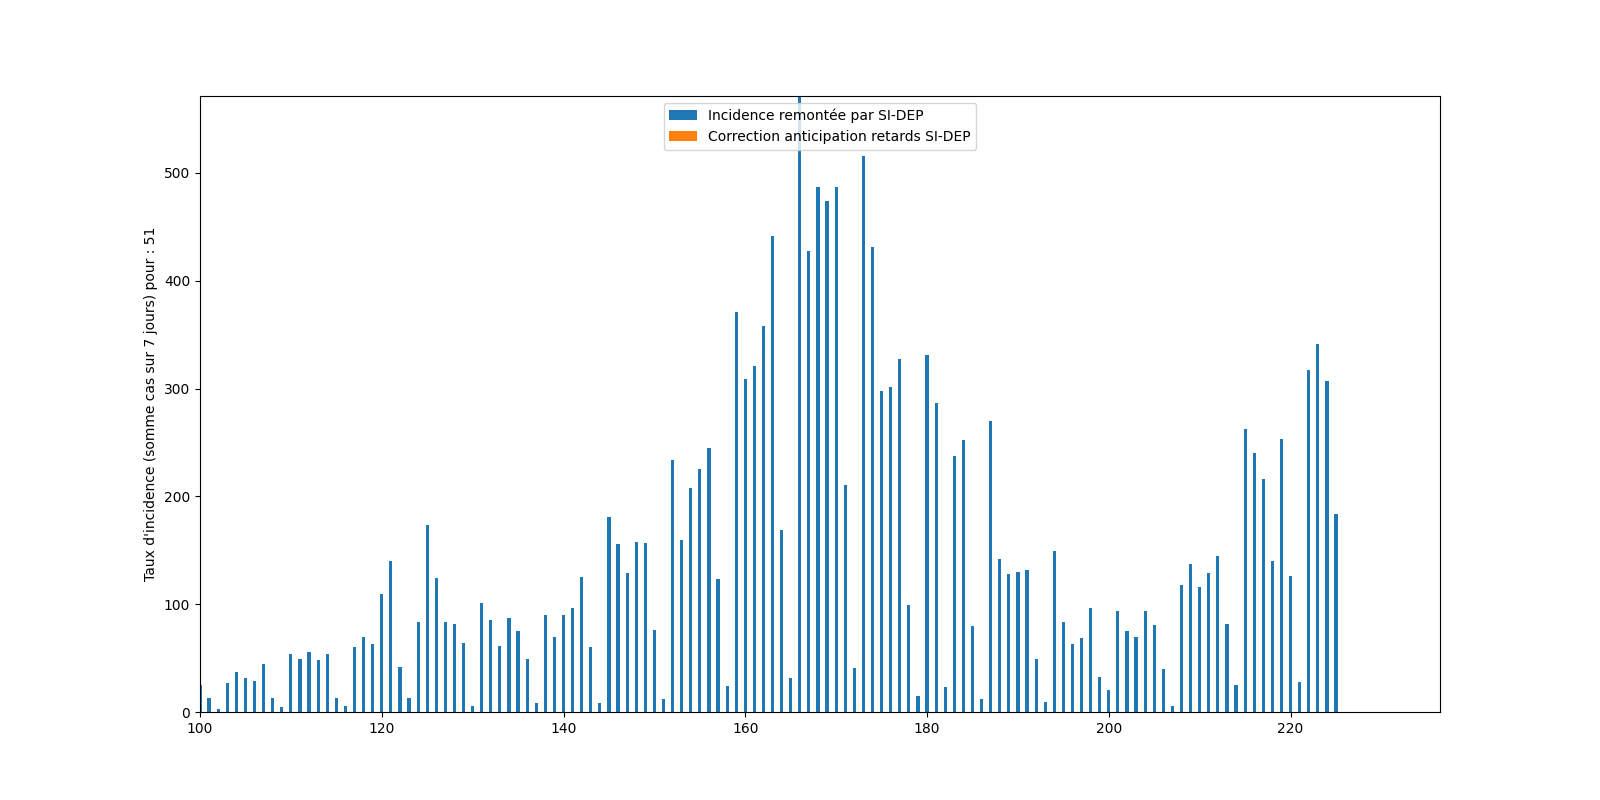 Incidence remontée par SI-DEP
Correction anticipation retards SI-DEP
Taux d'incidence (somme cas sur 7 jours) pour : 51
500
400
300
200
100
0
100 120 140 160 180 200 220